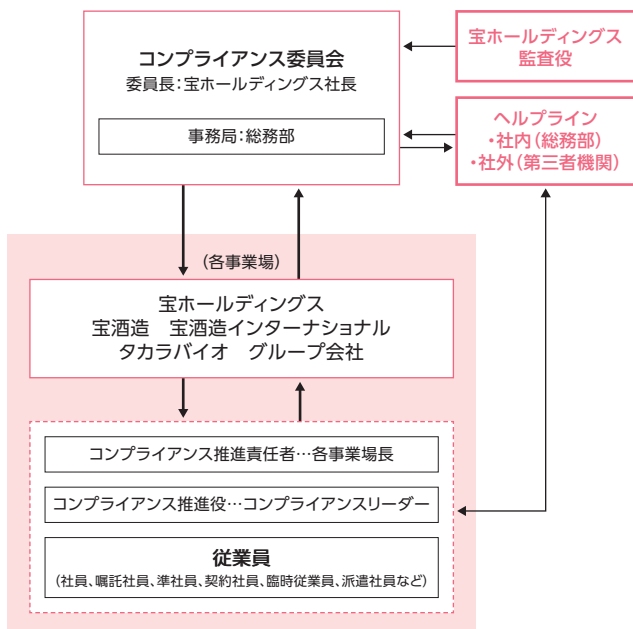 コンプライアンス委員会
委員長：宝ホールディングス社長
事務局：総務部
宝ホールディングス
監査役
ヘルプライン
・社内（総務部）
・社外（第三者機関）
（各事業場）
宝ホールディングス
宝酒造　宝酒造インターナショナル
タカラバイオ　グループ会社
コンプライアンス推進責任者…各事業場長
コンプライアンス推進役…コンプライアンスリーダー
従業員
（社員、嘱託社員、準社員、契約社員、臨時従業員、派遣社員など）